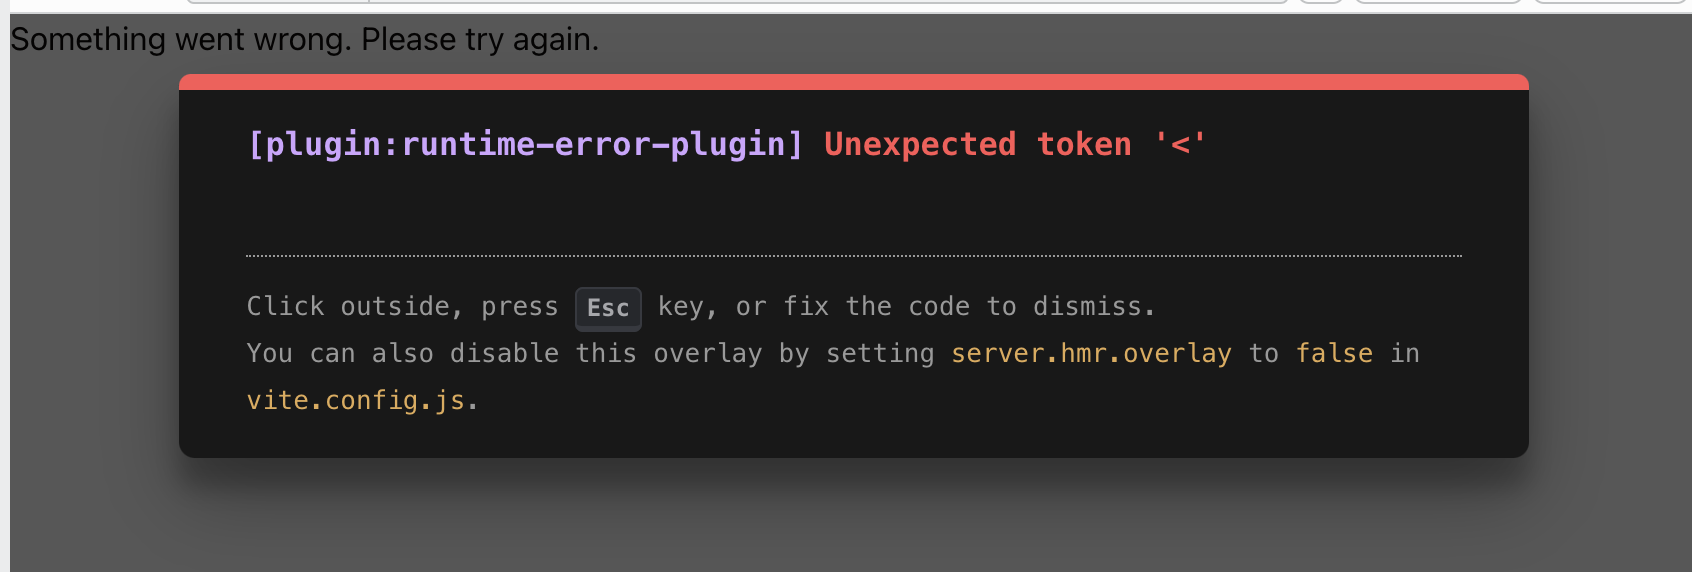 Something went wrong. Please try again.
[plugin:runtime-error-plugin] Unexpected token '<'
Click outside, press Esc key, or fix the code to dismiss.
You can also disable this overlay by setting server.hmr.overlay to false in
vite.config.js.